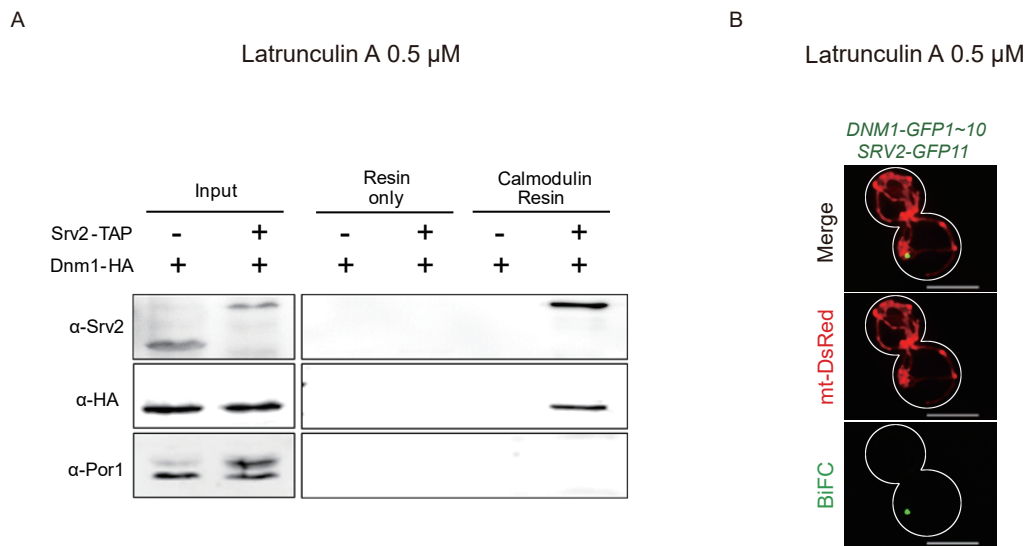 A
Latrunculin A 0.5 µM
Input
Resin only
Calmodulin Resin
Srv2-TAP - + - + - +
Dnm1-HA + + + + + +
α-Srv2
α-HA
α-Por1
B
Latrunculin A 0.5 µM
DNM1-GFP1~10
SRV2-GFP11
Merge
mt-DsRed
BiFC